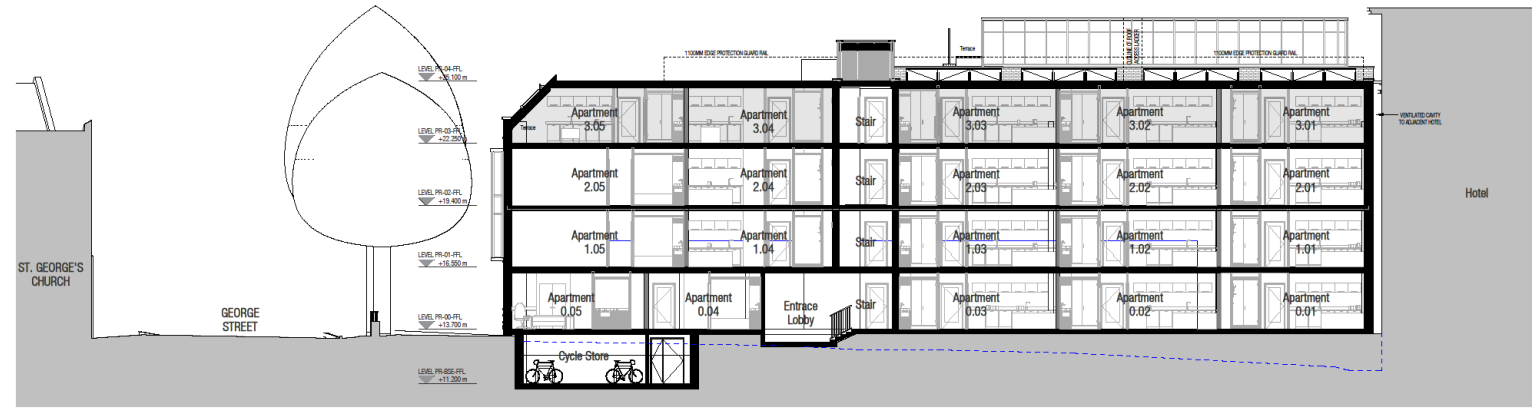 1100MM EDGE PROTECTION GUARD RAIL
Terrace
OUTLINE OF ROOF
ACCESS LADDER
1100MM EDGE PROTECTION GUARD RAIL
LEVEL PR-04-FFL
+25.100 m
Apartment
3.05
Terrace
Apartment
3.04
Stair
Apartment
3.03
Apartment
3.02
Apartment
3.01
VENTILATED CAVITY
TO ADJACENT HOTEL
LEVEL PR-03-FFL
+22.250 m
Apartment
2.05
Apartment
2.04
Stair
Apartment
2.03
Apartment
2.02
Apartment
2.01
Hotel
LEVEL PR-02-FFL
+19.400 m
Apartment
1.05
Apartment
1.04
Stair
Apartment
1.03
Apartment
1.02
Apartment
1.01
LEVEL PR-01-FFL
+16.550 m
ST. GEORGE'S
CHURCH
GEORGE
STREET
Apartment
0.05
Apartment
0.04
Entrace
Lobby
Stair
Apartment
0.03
Apartment
0.02
Apartment
0.01
LEVEL PR-00-FFL
+13.700 m
Cycle Store
LEVEL PR-BSE-FFL
+11.200 m